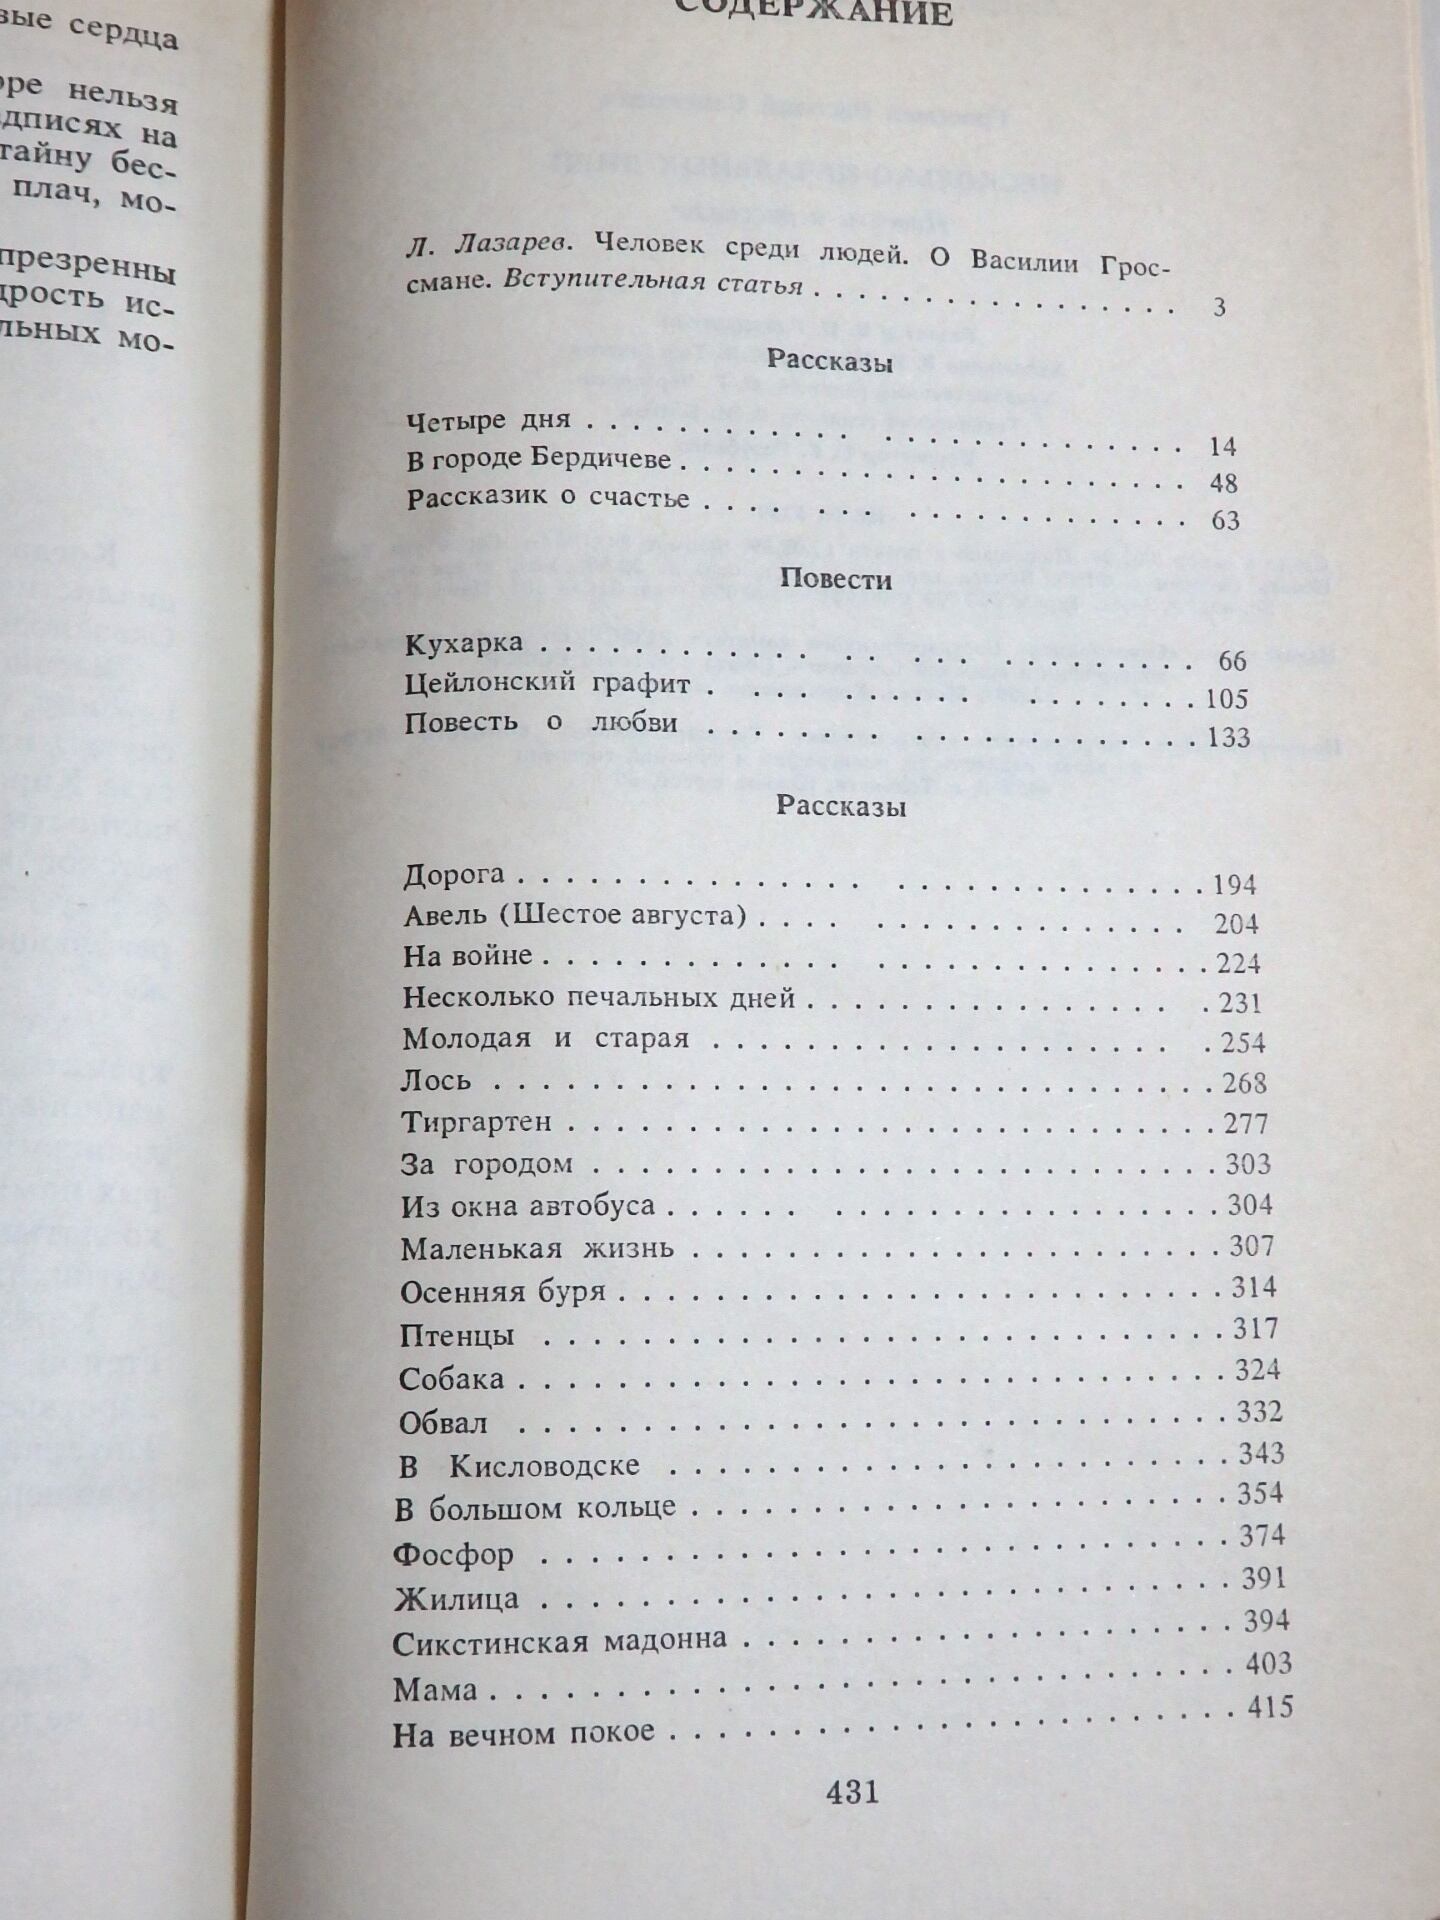 вые сердца
оре нельзя
дписях на
тайну бес-
плач, мо-
презренны
дрость ис-
льных мо-
СОДЕРЖАНИЕ
Л. Лазарев. Человек среди людей. О Василии Грос-
смане. Вступительная статья . . . . . . . . . . . . . . . 3
Рассказы
Четыре дня . . . . . . . . . . . . . . . . . . . . . . 14
В городе Бердичеве . . . . . . . . . . . . . . . . . . 48
Рассказик о счастье . . . . . . . . . . . . . . . . . . 63
Повести
Кухарка . . . . . . . . . . . . . . . . . . . . . . . 66
Цейлонский графит . . . . . . . . . . . . . . . . . . 105
Повесть о любви . . . . . . . . . . . . . . . . . . . 133
Рассказы
Дорога . . . . . . . . . . . . . . . . . . . . . . . . 194
Авель (Шестое августа) . . . . . . . . . . . . . . . . 204
На войне . . . . . . . . . . . . . . . . . . . . . . . 224
Несколько печальных дней . . . . . . . . . . . . . . . 231
Молодая и старая . . . . . . . . . . . . . . . . . . . 254
Лось . . . . . . . . . . . . . . . . . . . . . . . . . 268
Тиргартен . . . . . . . . . . . . . . . . . . . . . . 277
За городом . . . . . . . . . . . . . . . . . . . . . . 303
Из окна автобуса . . . . . . . . . . . . . . . . . . . 304
Маленькая жизнь . . . . . . . . . . . . . . . . . . . 307
Осенняя буря . . . . . . . . . . . . . . . . . . . . . 314
Птенцы . . . . . . . . . . . . . . . . . . . . . . . . 317
Собака . . . . . . . . . . . . . . . . . . . . . . . . 324
Обвал . . . . . . . . . . . . . . . . . . . . . . . . 332
В Кисловодске . . . . . . . . . . . . . . . . . . . . 343
В большом кольце . . . . . . . . . . . . . . . . . . . 354
Фосфор . . . . . . . . . . . . . . . . . . . . . . . . 374
Жилица . . . . . . . . . . . . . . . . . . . . . . . . 391
Сикстинская мадонна . . . . . . . . . . . . . . . . . 394
Мама . . . . . . . . . . . . . . . . . . . . . . . . . 403
На вечном покое . . . . . . . . . . . . . . . . . . . 415
431